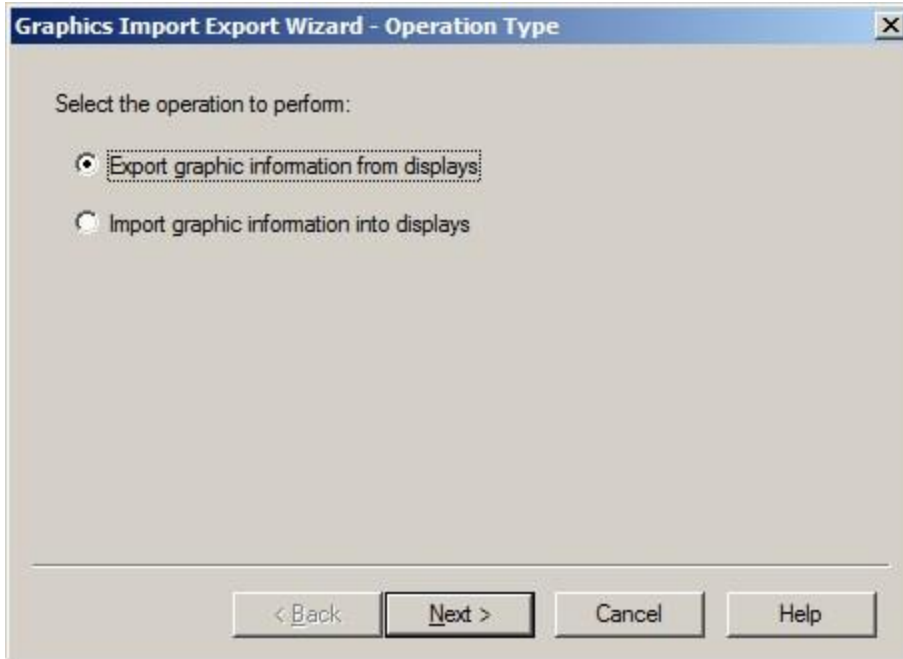 Graphics Import Export Wizard - Operation Type
Select the operation to perform:
Export graphic information from displays
Import graphic information into displays
< Back Next > Cancel Help